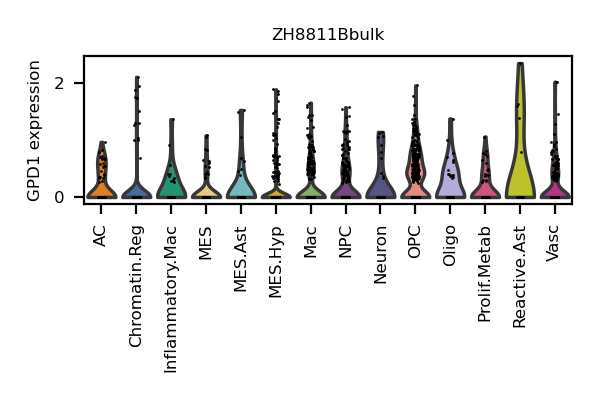 ZH8811Bbulk
GPD1 expression
2
0
AC
Chromatin.Reg
Inflammatory.Mac
MES
MES.Ast
MES.Hyp
Mac
NPC
Neuron
OPC
Oligo
Prolif.Metab
Reactive.Ast
Vasc